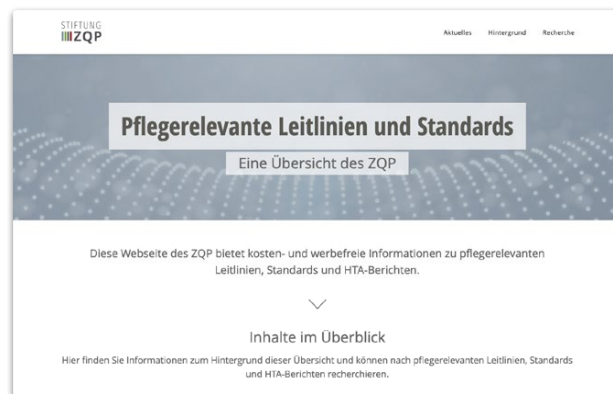 STIFTUNG
ZQP
Aktuelles Hintergrund Recherche
Pflegerelevante Leitlinien und Standards
Eine Übersicht des ZQP
Diese Webseite des ZQP bietet kosten- und werbefreie Informationen zu pflegerelevanten
Leitlinien, Standards und HTA-Berichten.
Inhalte im Überblick
Hier finden Sie Informationen zum Hintergrund dieser Übersicht und können nach pflegerelevanten Leitlinien, Standards
und HTA-Berichten recherchieren.